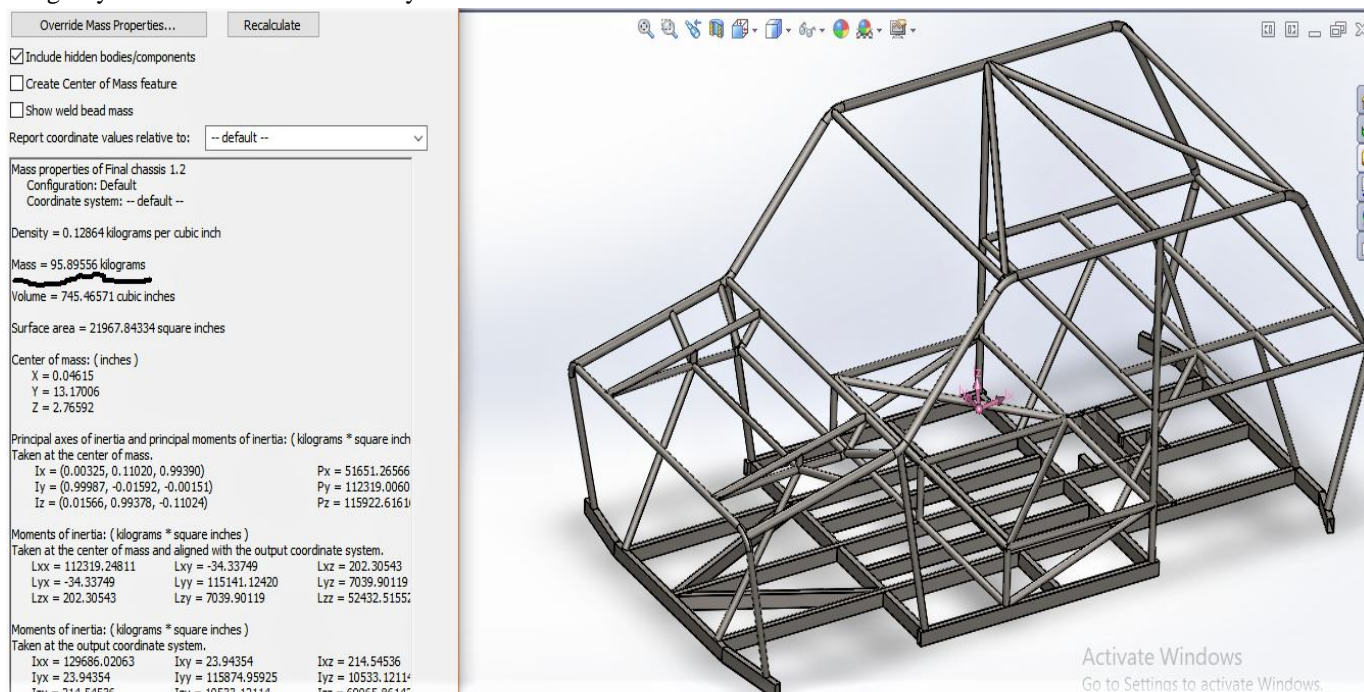 Override Mass Properties... Recalculate
Include hidden bodies/components
Create Center of Mass feature
Show weld bead mass
Report coordinate values relative to: -- default --
Mass properties of Final chassis 1.2
Configuration: Default
Coordinate system: -- default --
Density = 0.12864 kilograms per cubic inch
Mass = 95.89556 kilograms
Volume = 745.46571 cubic inches
Surface area = 21967.84334 square inches
Center of mass: ( inches )
X = 0.04615
Y = 13.17006
Z = 2.76592
Principal axes of inertia and principal moments of inertia: ( kilograms * square inch
Taken at the center of mass.
Ix = (0.00325, 0.11020, 0.99390) Px = 51651.26566
Iy = (0.99987, -0.01592, -0.00151) Py = 112319.0060
Iz = (0.01566, 0.99378, -0.11024) Pz = 115922.6161
Moments of inertia: ( kilograms * square inches )
Taken at the center of mass and aligned with the output coordinate system.
Lxx = 112319.24811 Lxy = -34.33749 Lxz = 202.30543
Lyx = -34.33749 Lyy = 115141.12420 Lyz = 7039.90119
Lzx = 202.30543 Lzy = 7039.90119 Lzz = 52432.5155
Moments of inertia: ( kilograms * square inches )
Taken at the output coordinate system.
Ixx = 129686.02063 Ixy = 23.94354 Ixz = 214.54536
Iyx = 23.94354 Iyy = 115874.95925 Iyz = 10533.1211
Activate Windows
Go to Settings to activate Windows.